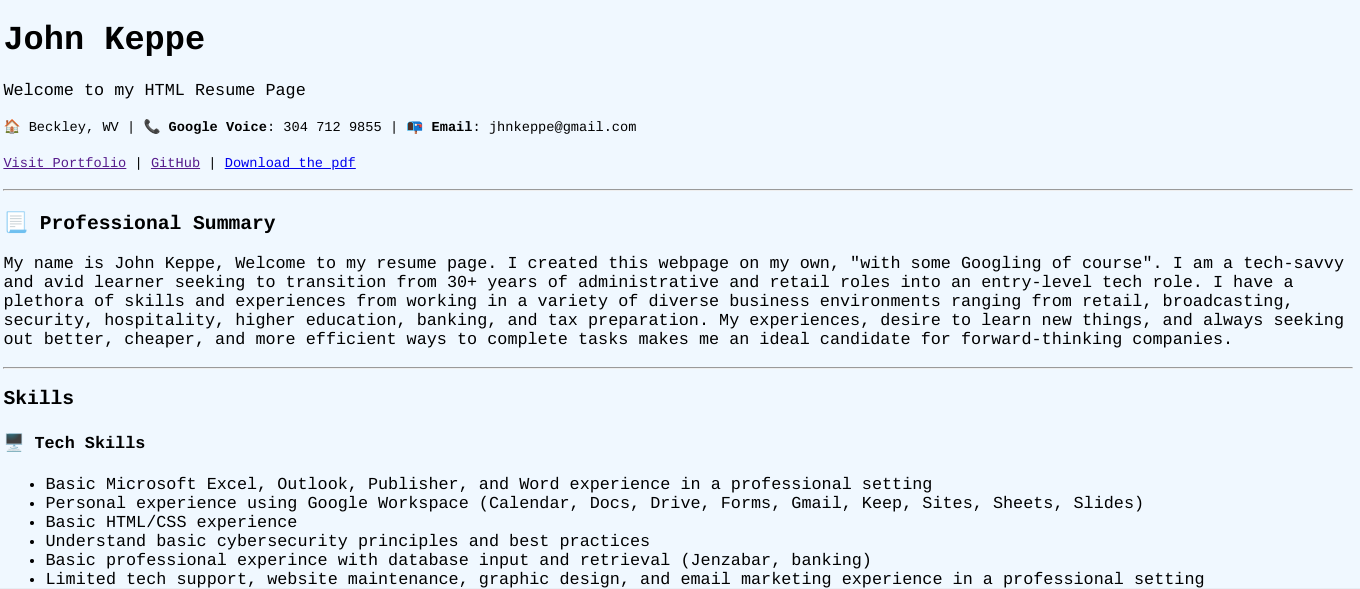 John Keppe
Welcome to my HTML Resume Page
🏠 Beckley, WV | 📞 Google Voice: 304 712 9855 | 📬 Email: jhnkeppe@gmail.com
Visit Portfolio | GitHub | Download the pdf
📃 Professional Summary
My name is John Keppe, Welcome to my resume page. I created this webpage on my own, "with some Googling of course". I am a tech-savvy
and avid learner seeking to transition from 30+ years of administrative and retail roles into an entry-level tech role. I have a
plethora of skills and experiences from working in a variety of diverse business environments ranging from retail, broadcasting,
security, hospitality, higher education, banking, and tax preparation. My experiences, desire to learn new things, and always seeking
out better, cheaper, and more efficient ways to complete tasks makes me an ideal candidate for forward-thinking companies.
Skills
🖥️ Tech Skills
• Basic Microsoft Excel, Outlook, Publisher, and Word experience in a professional setting
• Personal experience using Google Workspace (Calendar, Docs, Drive, Forms, Gmail, Keep, Sites, Sheets, Slides)
• Basic HTML/CSS experience
• Understand basic cybersecurity principles and best practices
• Basic professional experince with database input and retrieval (Jenzabar, banking)
• Limited tech support, website maintenance, graphic design, and email marketing experience in a professional setting